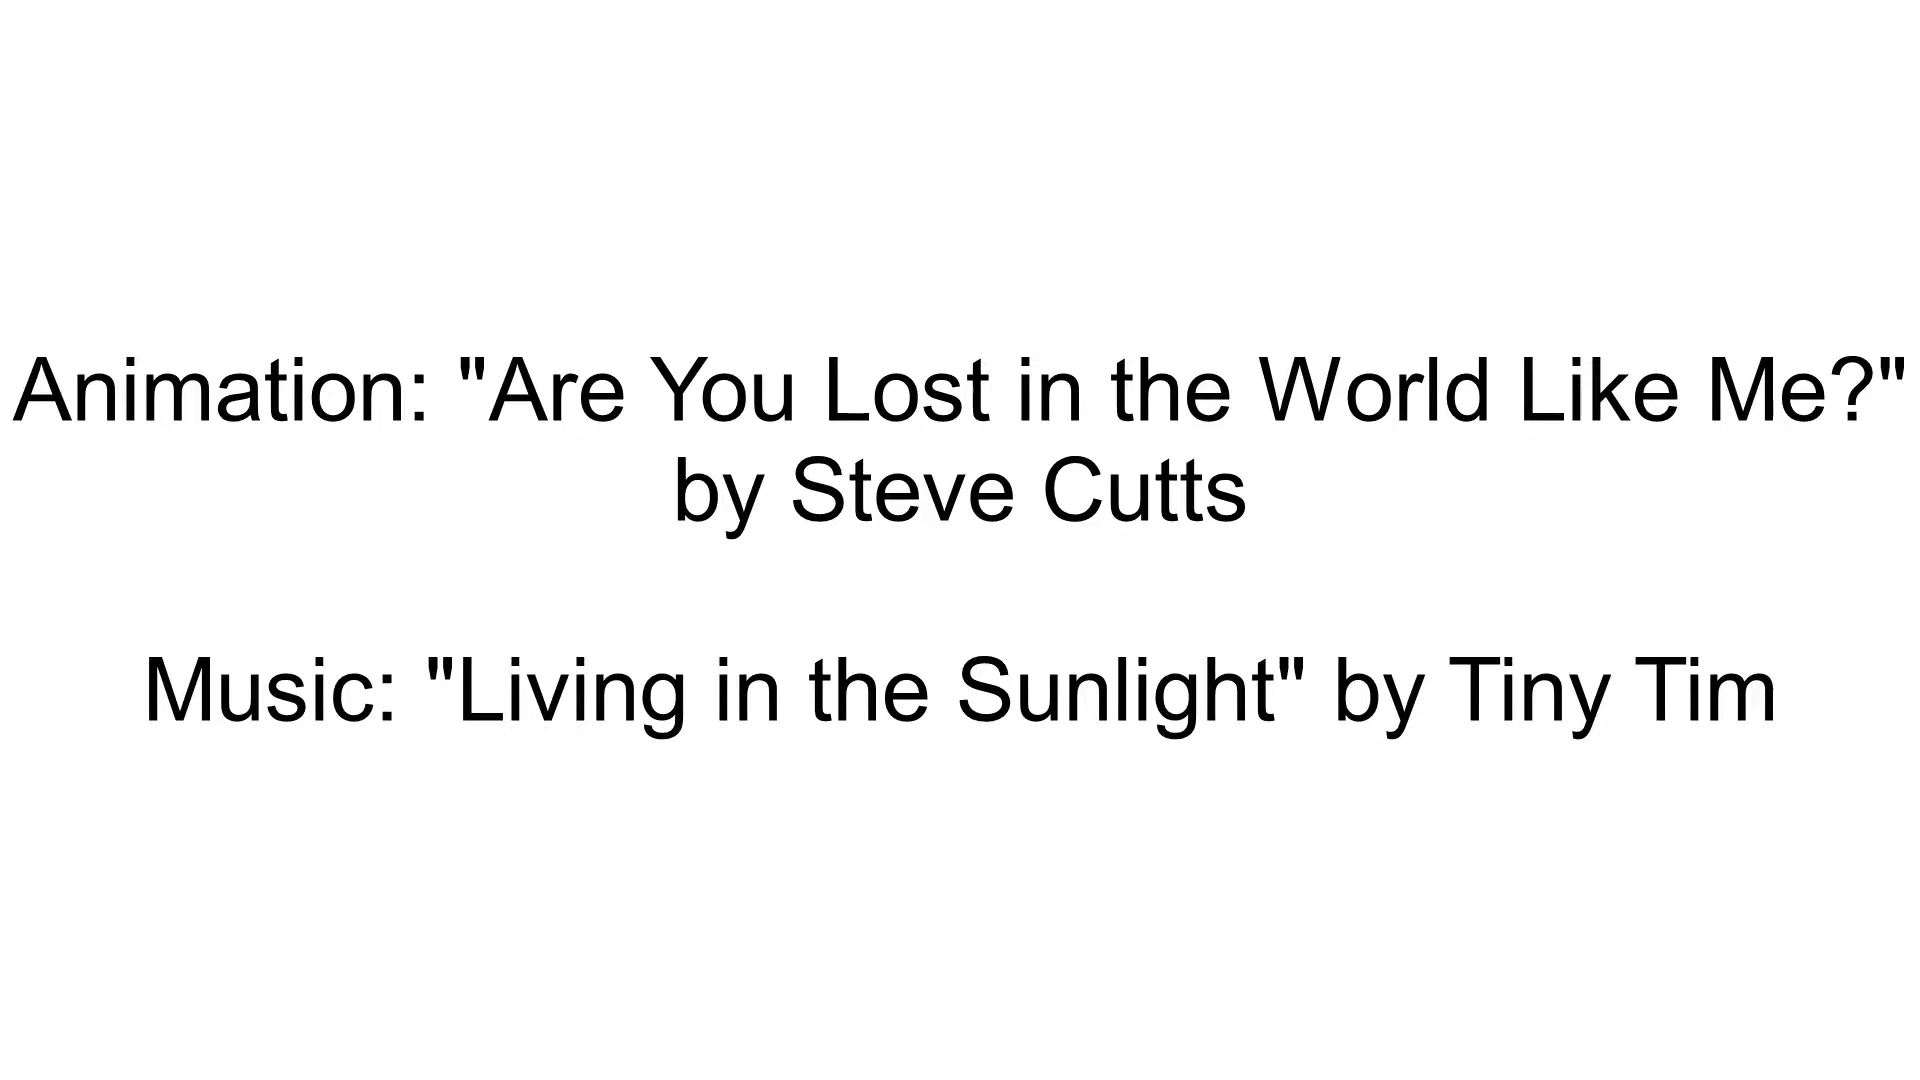 Animation: "Are You Lost in the World Like Me?"
by Steve Cutts
Music: "Living in the Sunlight" by Tiny Tim